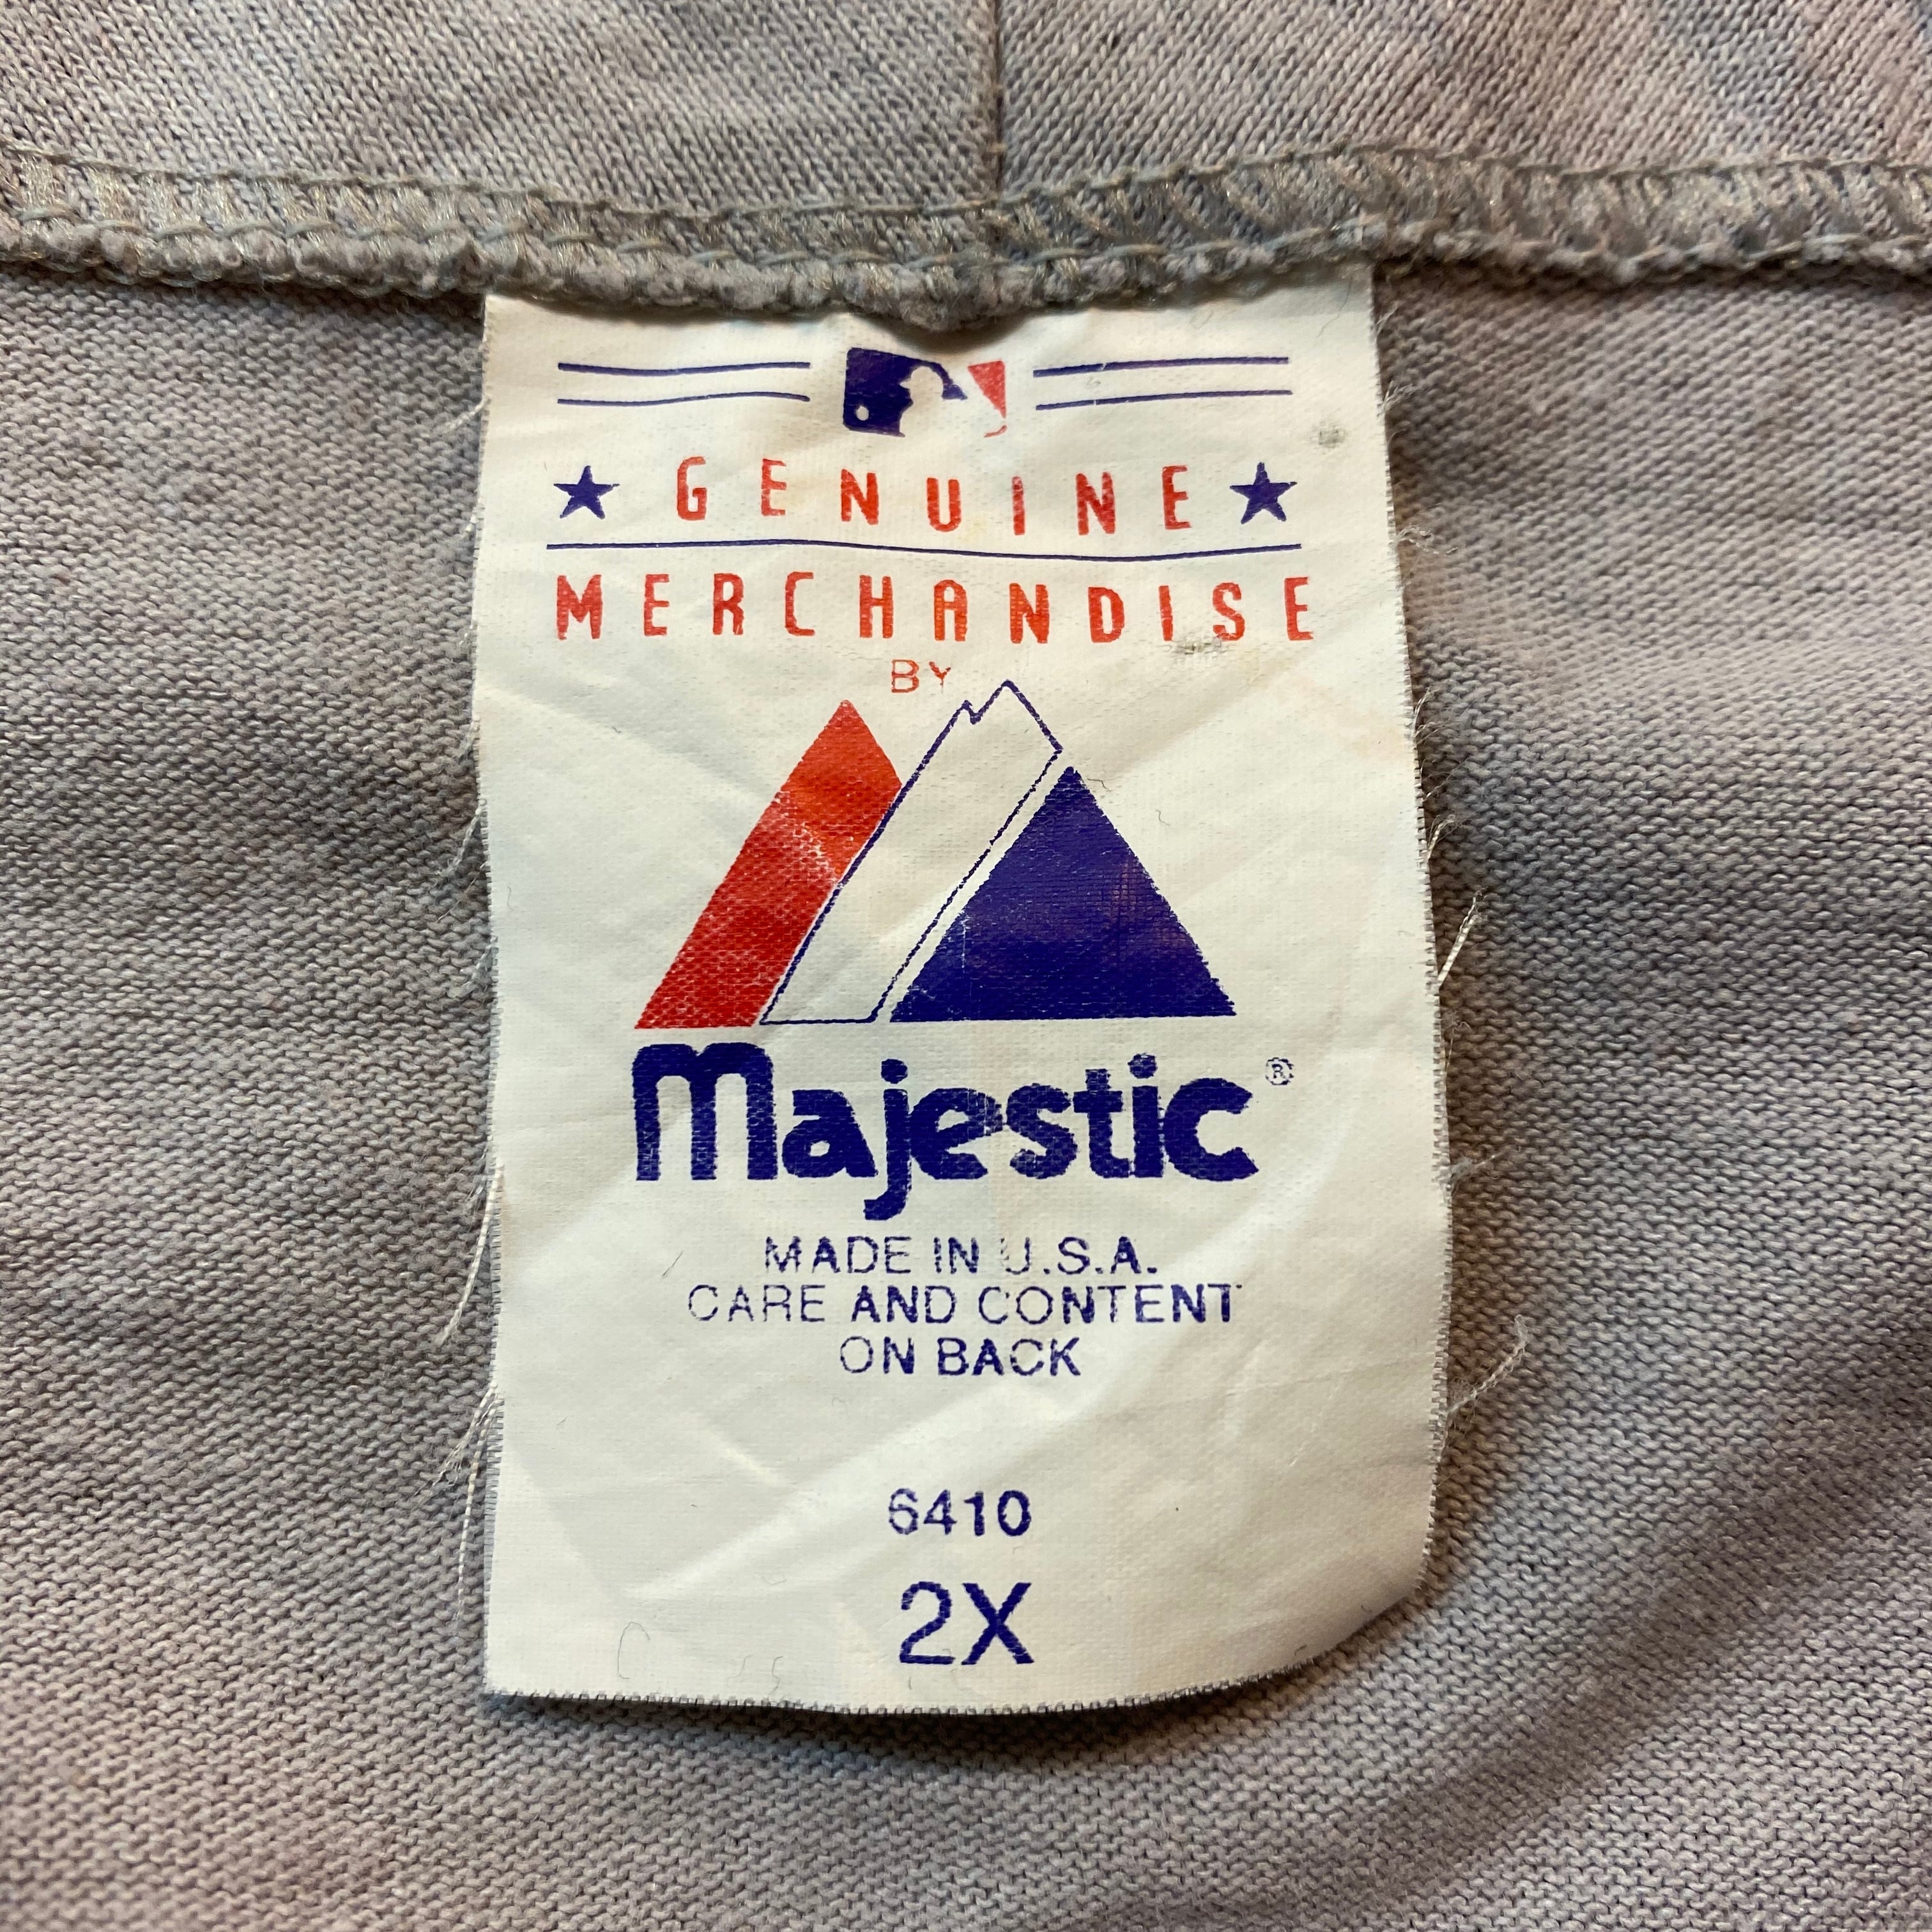 GENUINE
MERCHANDISE
BY
Majestic®
MADE IN U.S.A.
CARE AND CONTENT
ON BACK
6410
2X